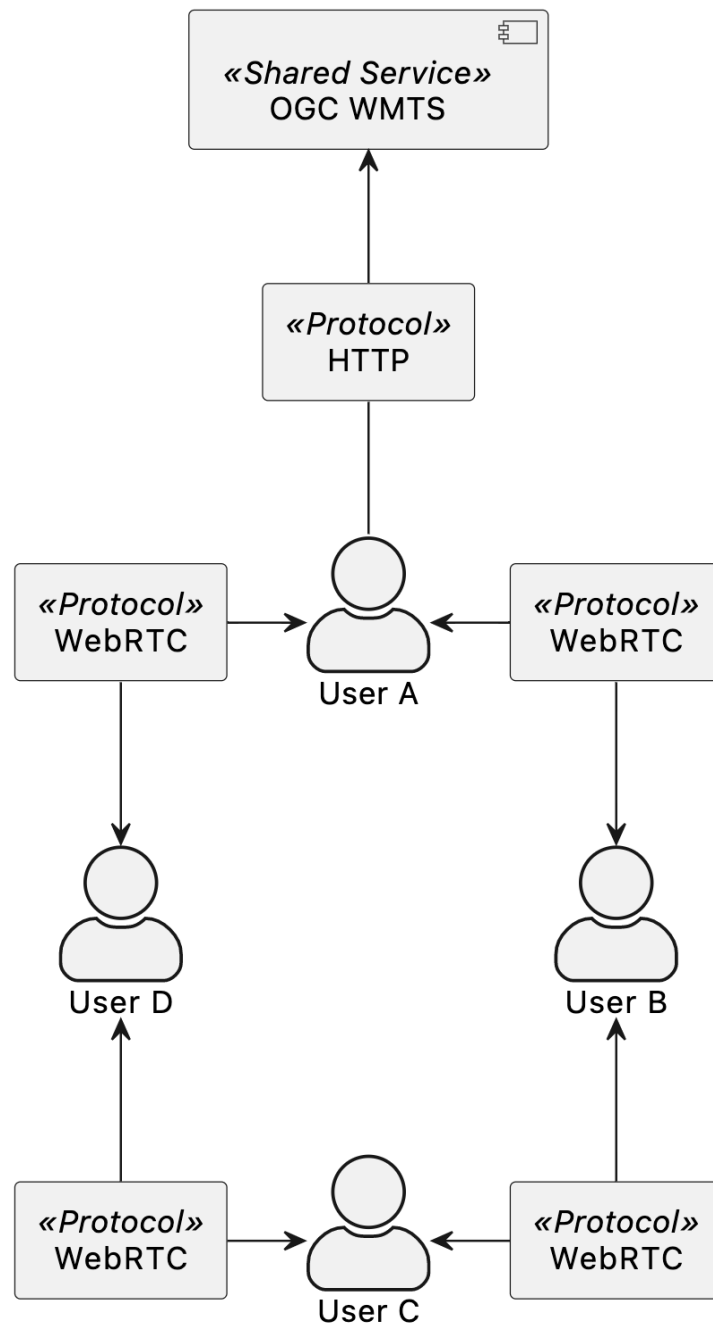 «Shared Service»
OGC WMTS
«Protocol»
HTTP
«Protocol»
WebRTC
User A
«Protocol»
WebRTC
User D
User B
«Protocol»
WebRTC
User C
«Protocol»
WebRTC